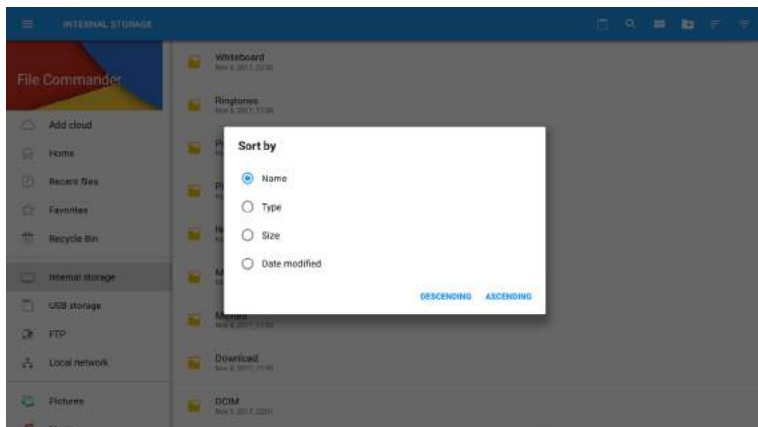 INTERNAL STORAGE
File Commander
Add cloud
Home
Recent files
Favorites
Recycle Bin
Internal storage
USB storage
FTP
Local network
Pictures
Whiteboard
Ringtones
Sort by
Name
Type
Size
Date modified
DESCENDING ASCENDING
Movies
Download
DCIM